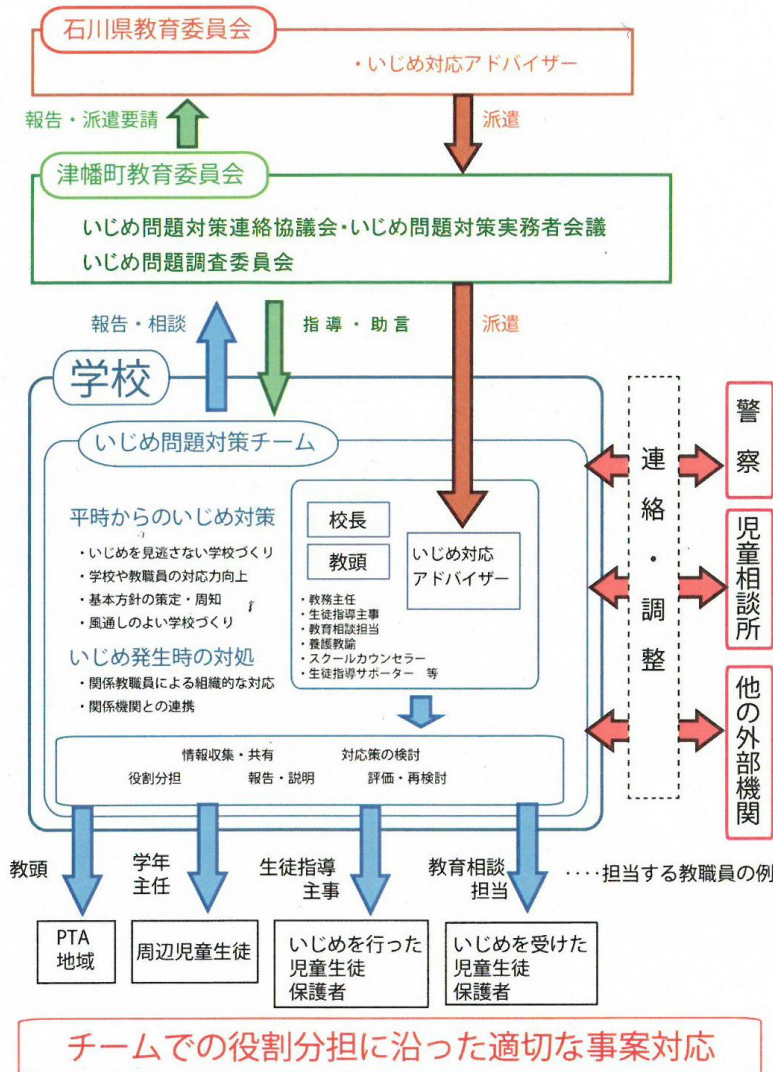 石川県教育委員会
・いじめ対応アドバイザー
報告・派遣要請
派遣
津幡町教育委員会
いじめ問題対策連絡協議会・いじめ問題対策実務者会議
いじめ問題調査委員会
報告・相談
指導・助言
派遣
学校
いじめ問題対策チーム
平時からのいじめ対策
・いじめを見逃さない学校づくり
・学校や教職員の対応力向上
・基本方針の策定・周知
・風通しのよい学校づくり
いじめ発生時の対処
・関係教職員による組織的な対応
・関係機関との連携
校長
教頭
・教務主任
・生徒指導主事
・教育相談担当
・養護教諭
・スクールカウンセラー
・生徒指導サポーター 等
いじめ対応
アドバイザー
情報収集・共有 対応策の検討
役割分担 報告・説明 評価・再検討
連絡・調整
警察
児童相談所
他の外部機関
教頭
学年
主任
生徒指導
主事
教育相談
担当
‥‥担当する教職員の例
PTA
地域
周辺児童生徒
いじめを行った
児童生徒
保護者
いじめを受けた
児童生徒
保護者
チームでの役割分担に沿った適切な事案対応